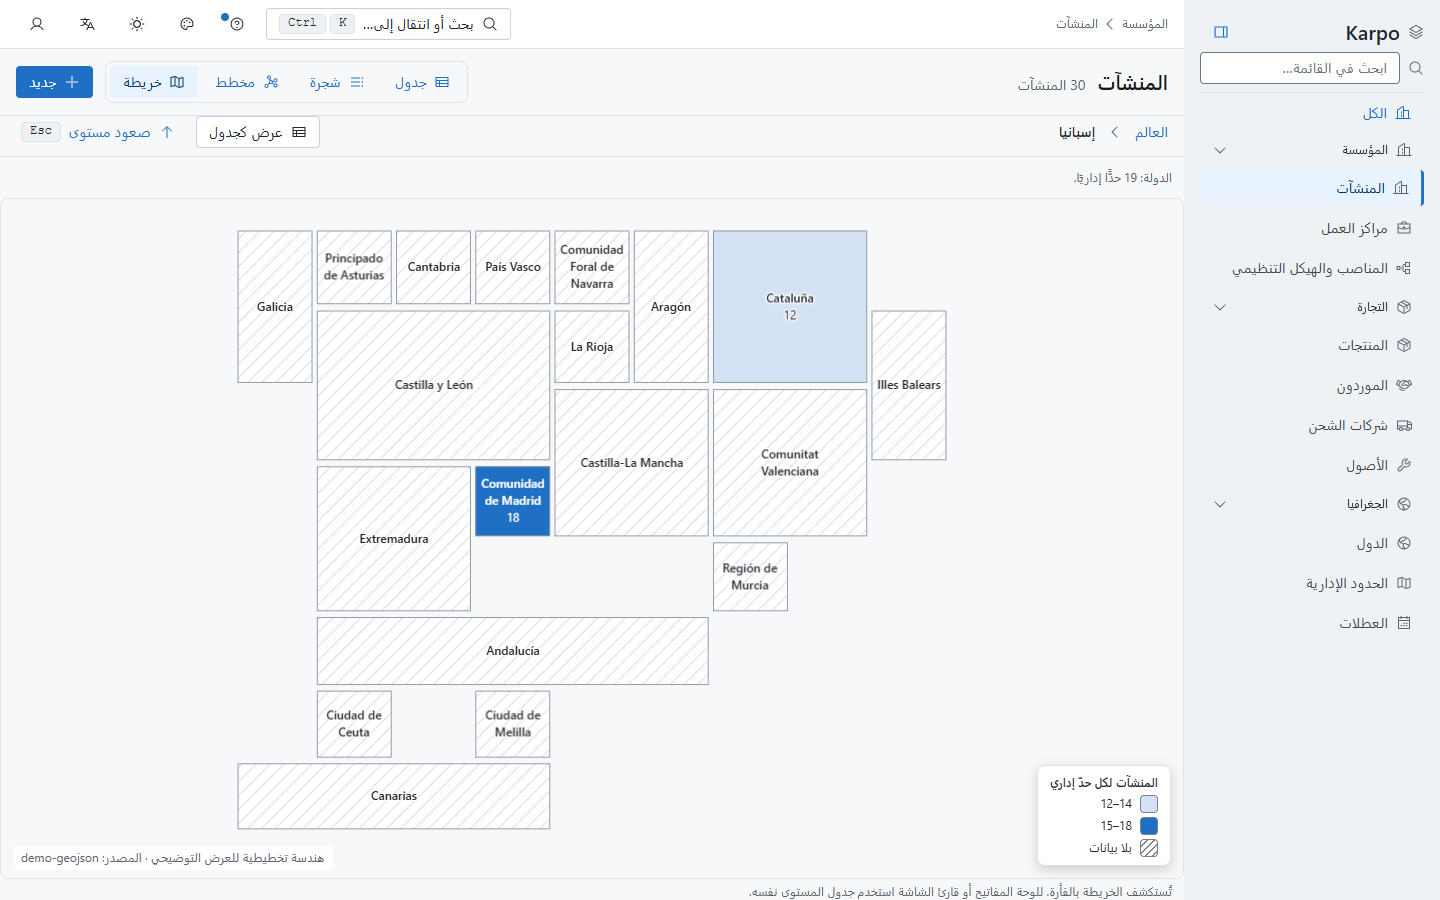 Karpo
ابحث في القائمة...
الكل
المؤسسة
المنشآت
مراكز العمل
المناصب والهيكل التنظيمي
التجارة
المنتجات
الموردون
شركات الشحن
الأصول
الجغرافيا
الدول
الحدود الإدارية
العطلات
المؤسسة
المنشآت
بحث أو انتقال إلى...
Ctrl K
المنشآت
30 المنشآت
جدول
شجرة
مخطط
خريطة
جديد
العالم
إسبانيا
عرض كجدول
صعود مستوى
Esc
الدولة: 19 حدًّا إداريًا.
Galicia
Principado
de Asturias
Cantabria
País Vasco
Comunidad
Foral de
Navarra
Aragón
Cataluña
12
Castilla y León
La Rioja
Illes Balears
Castilla-La Mancha
Comunitat
Valenciana
Extremadura
Comunidad
de Madrid
18
Región de
Murcia
Andalucía
Ciudad de
Ceuta
Ciudad de
Melilla
Canarias
المنشآت لكل حدّ إداري
12–14
15–18
بلا بيانات
هندسة تخطيطية للعرض التوضيحي · المصدر: demo-geojson
تُستكشف الخريطة بالفأرة. للوحة المفاتيح أو قارئ الشاشة استخدم جدول المستوى نفسه.